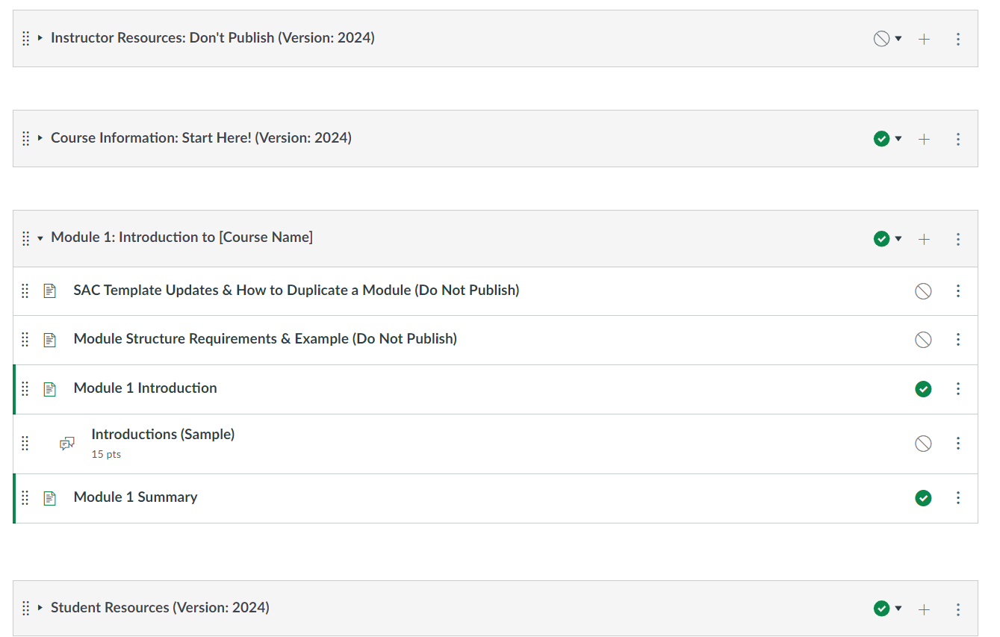 Instructor Resources: Don't Publish (Version: 2024)
Course Information: Start Here! (Version: 2024)
Module 1: Introduction to [Course Name]
SAC Template Updates & How to Duplicate a Module (Do Not Publish)
Module Structure Requirements & Example (Do Not Publish)
Module 1 Introduction
Introductions (Sample)
15 pts
Module 1 Summary
Student Resources (Version: 2024)